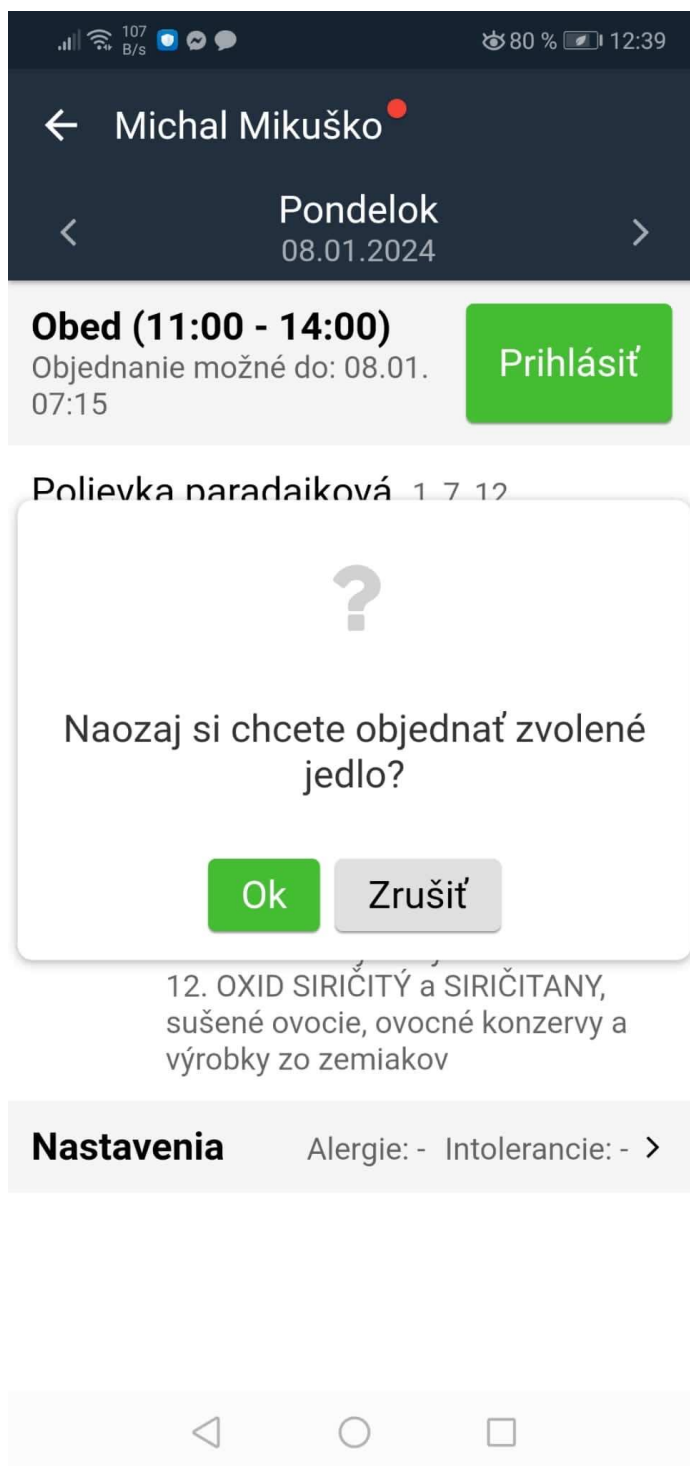 107
B/s
80 % 12:39
Michal Mikuško
Pondelok
08.01.2024
Obed (11:00 - 14:00)
Objednanie možné do: 08.01.
07:15
Prihlásiť
Polievka paradajková 1, 7, 12
?
Naozaj si chcete objednať zvolené
jedlo?
Ok Zrušiť
12. OXID SIRIČITÝ a SIRIČITANY,
sušené ovocie, ovocné konzervy a
výrobky zo zemiakov
Nastavenia Alergie: - Intolerancie: - >